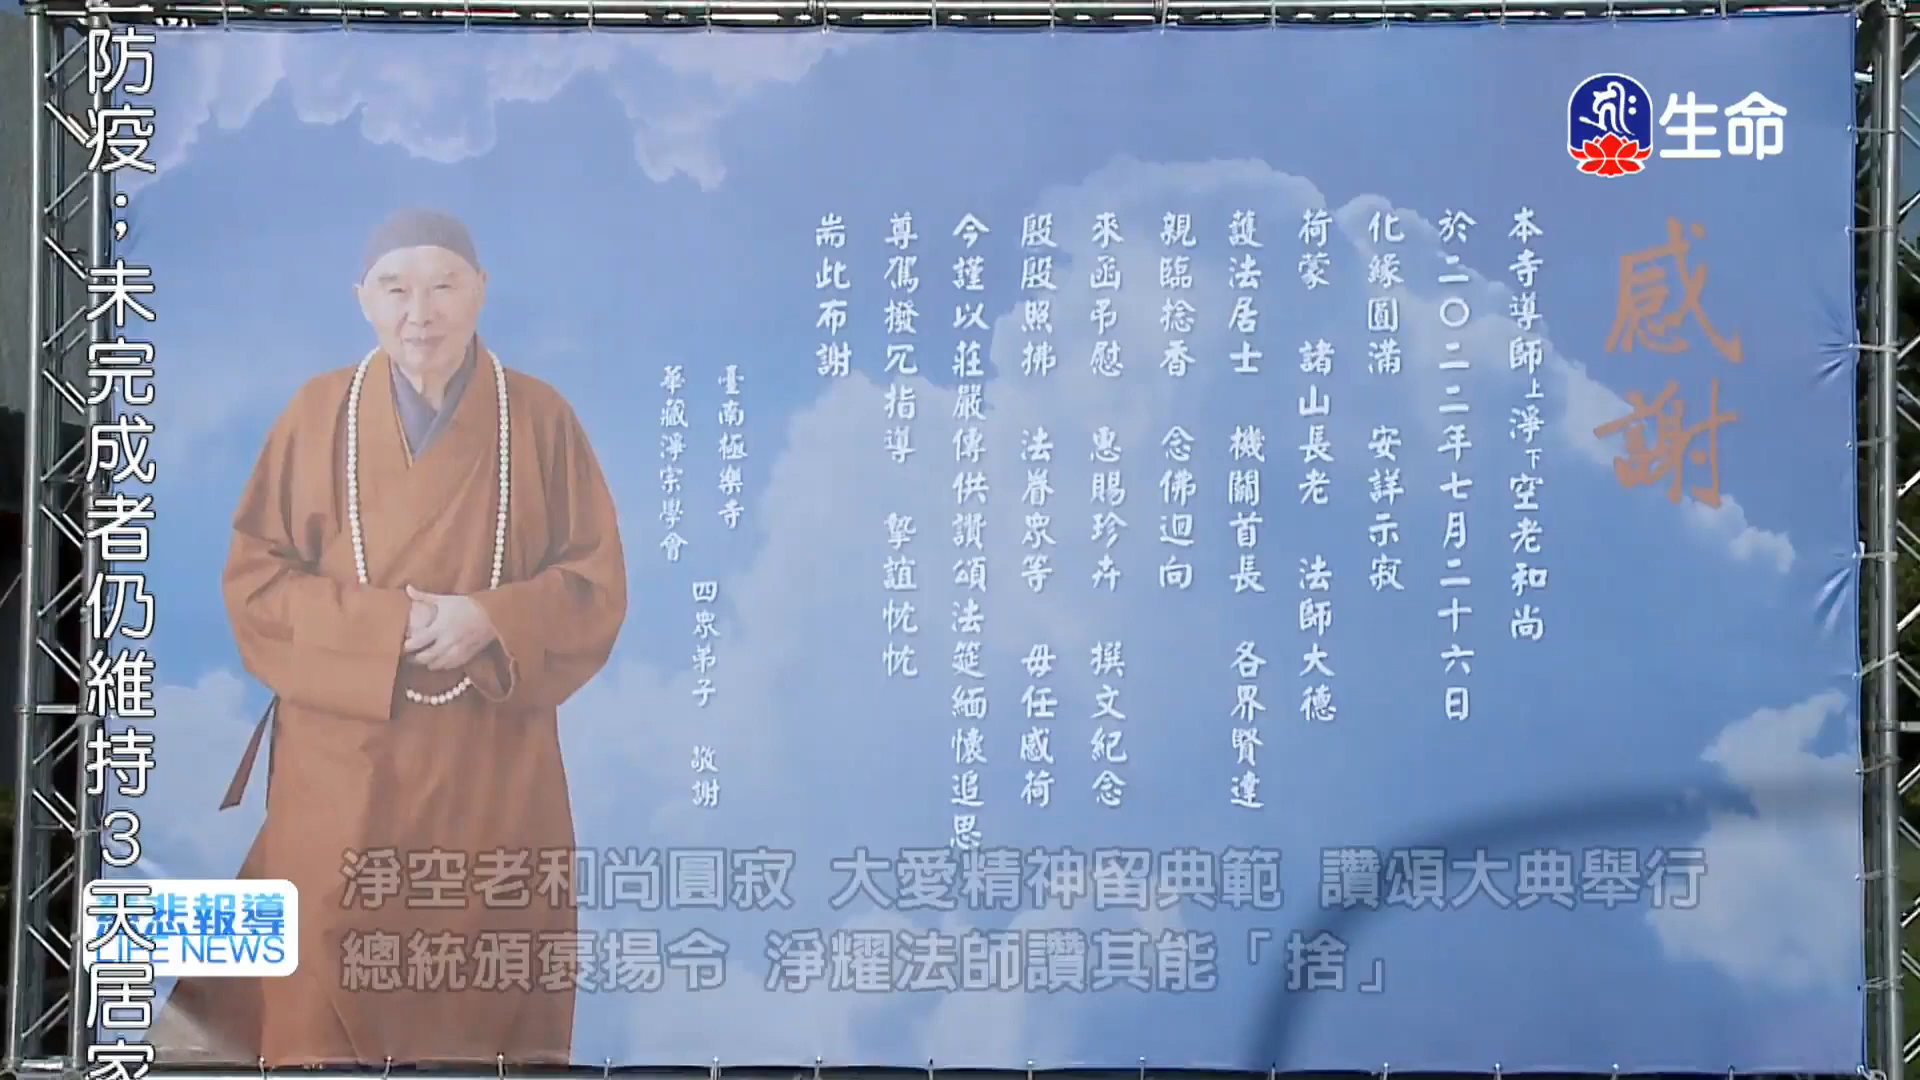 生命
感謝
本寺導師上淨下空老和尚
於二〇二二年七月二十六日
化緣圓滿 安詳示寂
荷蒙 諸山長老 法師大德
護法居士 機關首長 各界賢達
親臨捻香 念佛迴向
來函弔慰 惠賜珍卉 撰文紀念
殷殷照拂 法眷眾等 毋任感荷
今謹以莊嚴傳供讚頌法筵緬懷追思
尊駕撥冗指導 摯誼忱忱
耑此布謝
臺南極樂寺
華藏淨宗學會
四眾弟子 敬謝
防疫；未完成者仍維持3天居家
慈悲報導
LIFE NEWS
淨空老和尚圓寂 大愛精神留典範 讚頌大典舉行
總統頒褒揚令 淨耀法師讚其能「捨」